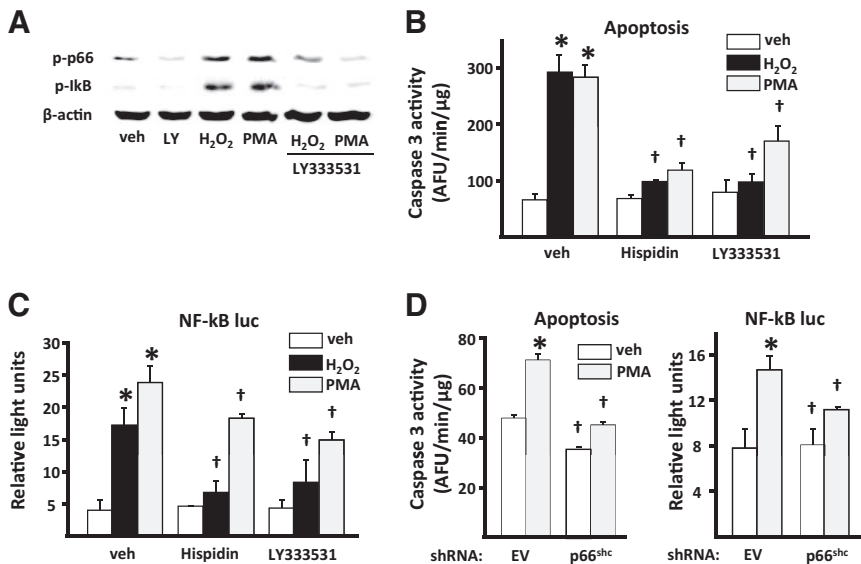 A
p-p66
p-IkB
β-actin
veh LY H₂O₂ PMA H₂O₂ PMA
LY333531
B
Apoptosis
veh
H₂O₂
PMA
Caspase 3 activity
(AFU/min/μg)
300
200
100
* *
† †
† †
veh Hispidin LY333531
C
NF-kB luc
veh
H₂O₂
PMA
Relative light units
30
25
20
15
10
5
* *
† †
† †
veh Hispidin LY333531
D
Apoptosis
veh
PMA
Caspase 3 activity
(AFU/min/μg)
80
60
40
20
*
† †
shRNA: EV p66ˢʰᶜ
NF-kB luc
Relative light units
16
12
8
4
*
† †
shRNA: EV p66ˢʰᶜ